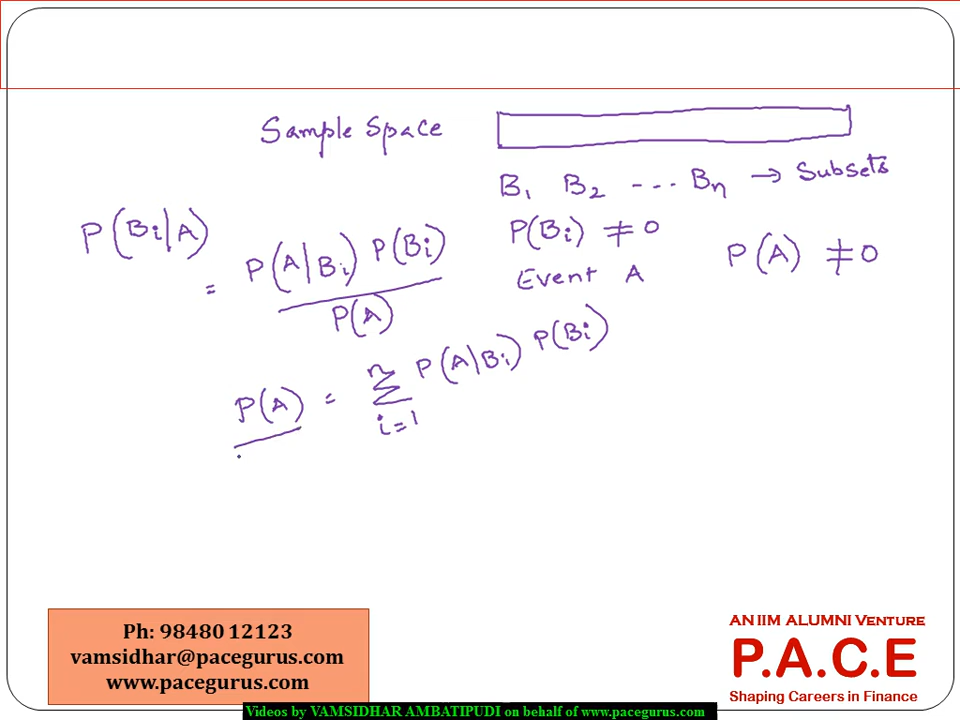 Sample Space
B1 B2 ... Bn → Subsets
P(Bi) ≠ 0
P(A) ≠ 0
Event A
P(Bi|A)
= P(A|Bi) P(Bi)
P(A)
P(A) = n Σ i=1 P(A|Bi) P(Bi)
Ph: 98480 12123
vamsidhar@pacegurus.com
www.pacegurus.com
AN IIM ALUMNI VENTURE
P.A.C.E
Shaping Careers in Finance
Videos by VAMSIDHAR AMBATIPUDI on behalf of www.pacegurus.com